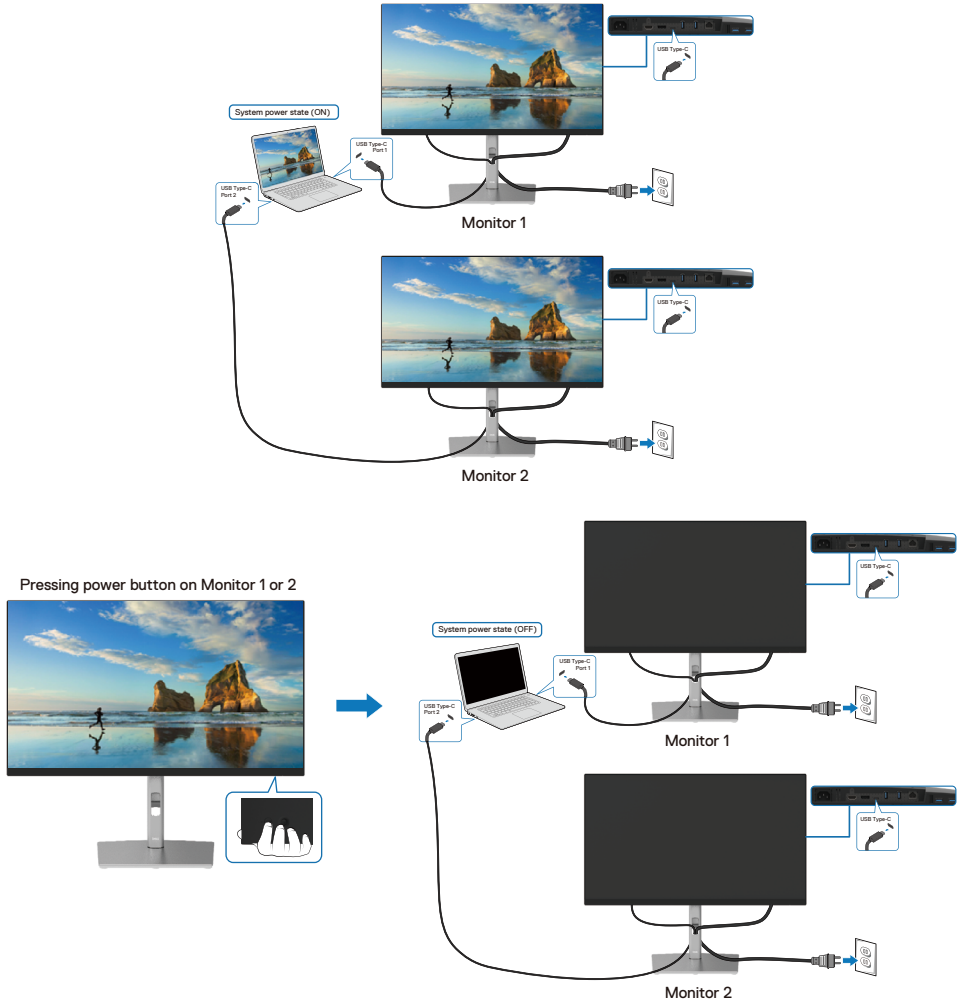 USB Type-C
System power state (ON)
USB Type-C
Port 1
USB Type-C
Port 2
Monitor 1
USB Type-C
Monitor 2
Pressing power button on Monitor 1 or 2
USB Type-C
System power state (OFF)
USB Type-C
Port 1
USB Type-C
Port 2
Monitor 1
USB Type-C
Monitor 2